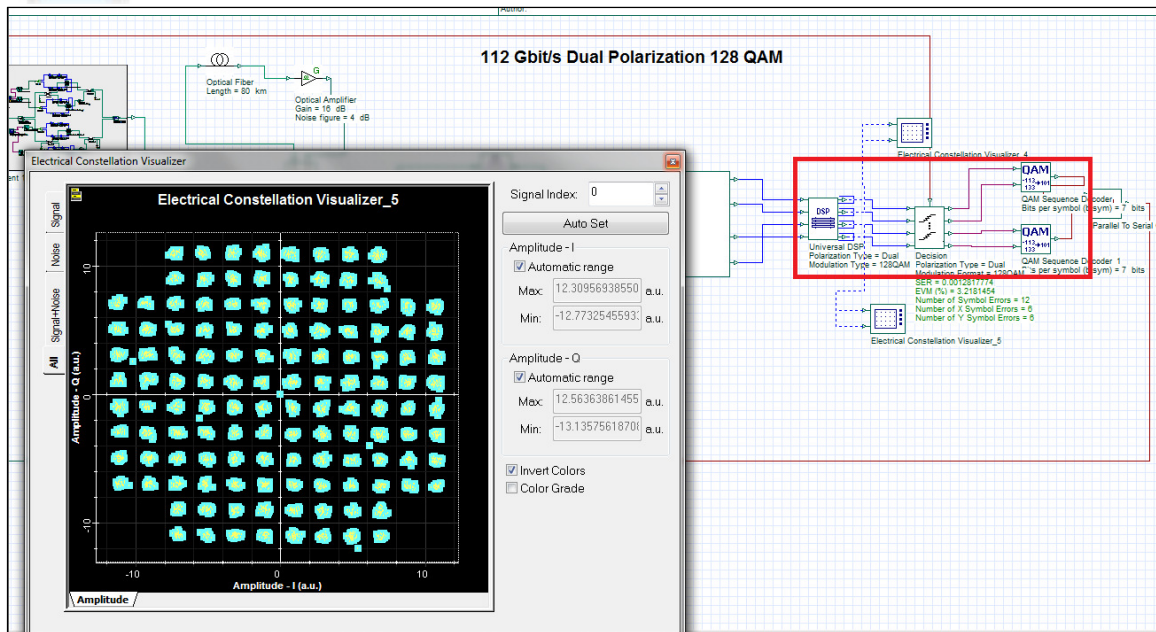 Author:
112 Gbit/s Dual Polarization 128 QAM
Optical Fiber
Length = 80 km
G
Optical Amplifier
Gain = 16 dB
Noise figure = 4 dB
Electrical Constellation Visualizer
Electrical Constellation Visualizer_5
Signal
Noise
Signal+Noise
All
Amplitude - Q (a.u.)
10
0
-10
-10
0
10
Amplitude - I (a.u.)
Amplitude
Signal Index:
0
Auto Set
Amplitude - I
Automatic range
Max:
12.30956938550
a.u.
Min:
a.u.
Amplitude - Q
Automatic range
Max:
12.56363861455
a.u.
Min:
a.u.
Invert Colors
Color Grade
Electrical Constellation Visualizer_4
DSP
Universal DSP
Polarization Type = Dual
Modulation Type = 128QAM
Decision
Polarization Type = Dual
Modulation Format = 128QAM
SER = 0.0012817774
EVM (%) = 3.2181454
Number of Symbol Errors = 12
Number of X Symbol Errors = 6
Number of Y Symbol Errors = 6
QAM
QAM Sequence Decoder
Bits per symbol (b sym) = 7 bits
Parallel To Serial
QAM
QAM Sequence Decoder_1
Bits per symbol (b sym) = 7 bits
Electrical Constellation Visualizer_5